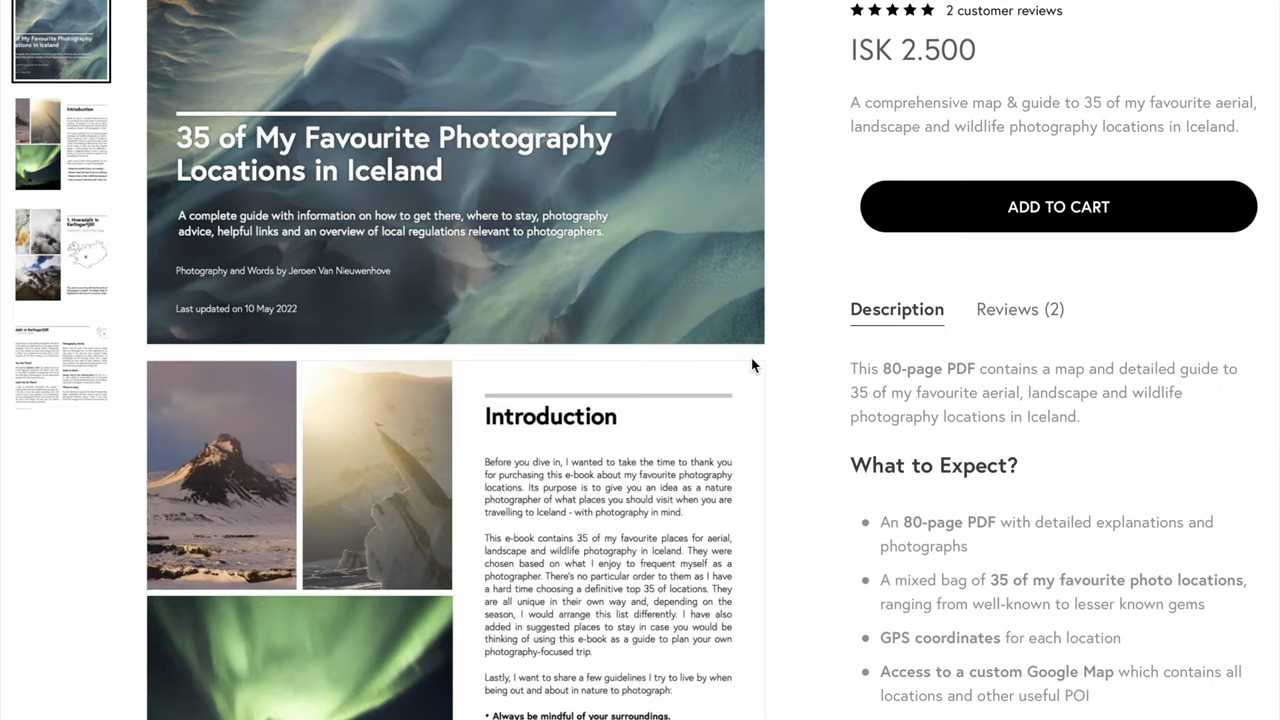 2 customer reviews
ISK 2.500
A comprehensive map & guide to 35 of my favourite aerial,
landscape and wildlife photography locations in Iceland.
ADD TO CART
Description
Reviews (2)
This 80-page PDF contains a map and detailed guide to
35 of my favourite aerial, landscape and wildlife
photography locations in Iceland.
What to Expect?
• An 80-page PDF with detailed explanations and
photographs
• A mixed bag of 35 of my favourite photo locations,
ranging from well-known to lesser known gems
• GPS coordinates for each location
• Access to a custom Google Map which contains all
locations and other useful POI
35 of My Favourite Photography
Locations in Iceland
A complete guide with information on how to get there, where to stay, photography
advice, helpful links and an overview of local regulations relevant to photographers.
Photography and Words by Jeroen Van Nieuwenhove
Last updated on 10 May 2022
Introduction
Before you dive in, I wanted to take the time to thank you
for purchasing this e-book about my favourite photography
locations. Its purpose is to give you an idea as a nature
photographer of what places you should visit when you are
travelling to Iceland - with photography in mind.
This e-book contains 35 of my favourite places for aerial,
landscape and wildlife photography in Iceland. They were
chosen based on what I enjoy to frequent myself as a
photographer. There's no particular order to them as I have
a hard time choosing a definitive top 35 of locations. They
are all unique in their own way and, depending on the
season, I would arrange this list differently. I have also
added in suggested places to stay in case you would be
thinking of using this e-book as a guide to plan your own
photography-focused trip.
Lastly, I want to share a few guidelines I try to live by when
being out and about in nature to photograph:
• Always be mindful of your surroundings.
of My Favourite Photography
ations in Iceland
Introduction
1. Hveradalir in
Kerlingarfjöll